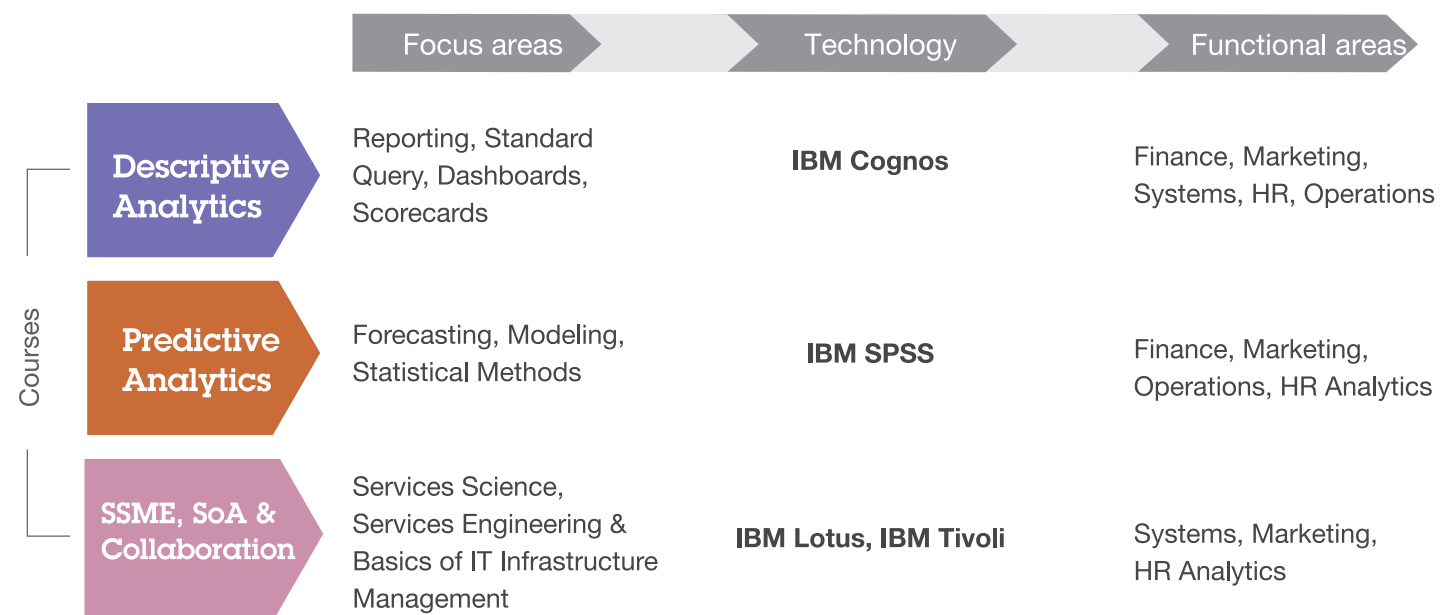 Focus areas
Technology
Functional areas
Courses
Descriptive
Analytics
Reporting, Standard
Query, Dashboards,
Scorecards
IBM Cognos
Finance, Marketing,
Systems, HR, Operations
Predictive
Analytics
Forecasting, Modeling,
Statistical Methods
IBM SPSS
Finance, Marketing,
Operations, HR Analytics
SSME, SoA &
Collaboration
Services Science,
Services Engineering &
Basics of IT Infrastructure
Management
IBM Lotus, IBM Tivoli
Systems, Marketing,
HR Analytics